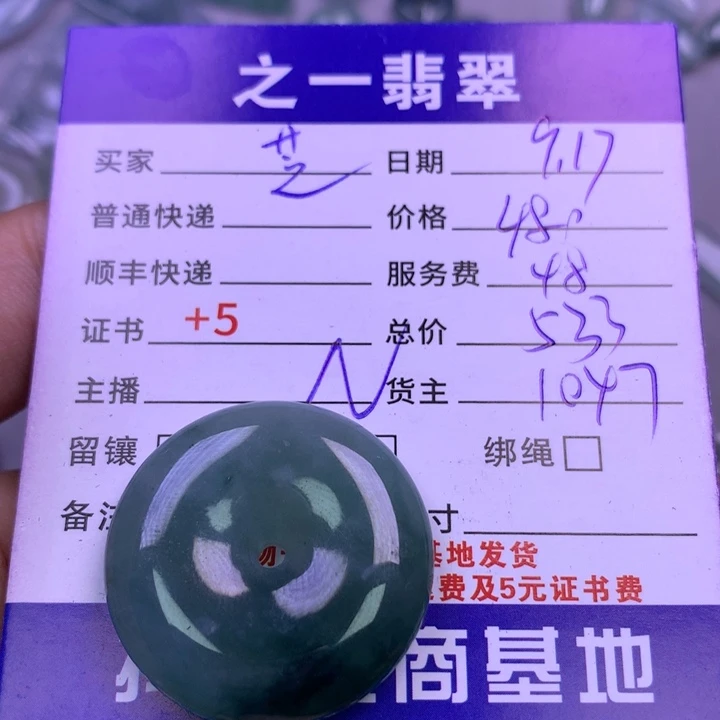 之一翡翠
买家 芝 日期 9.17
普通快递 价格 480
顺丰快递 服务费 48
证书 +5 总价 533
主播 N 货主 1047
留镶 绑绳
备注 寸
勿
基地发货
费及5元证书费
商基地